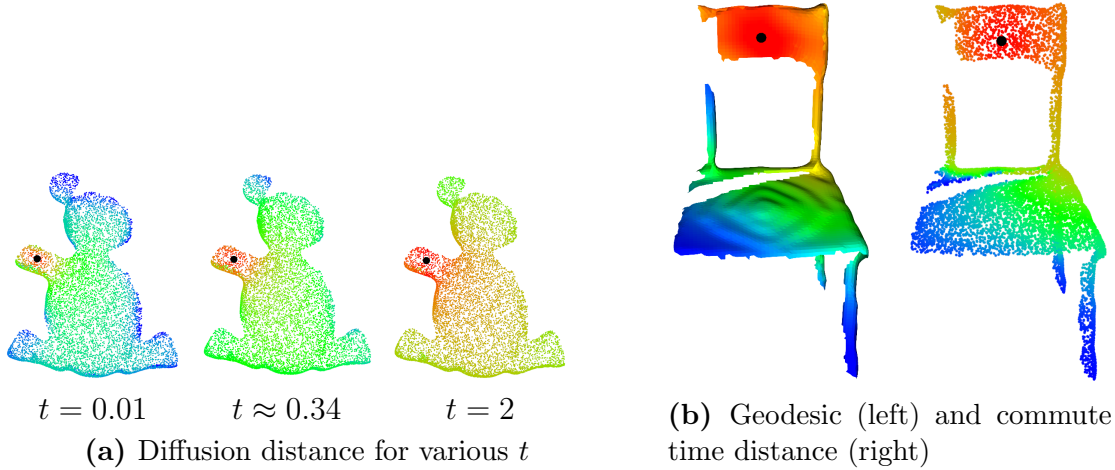 t = 0.01
t ≈ 0.34
t = 2
(a) Diffusion distance for various t
(b) Geodesic (left) and commute
time distance (right)